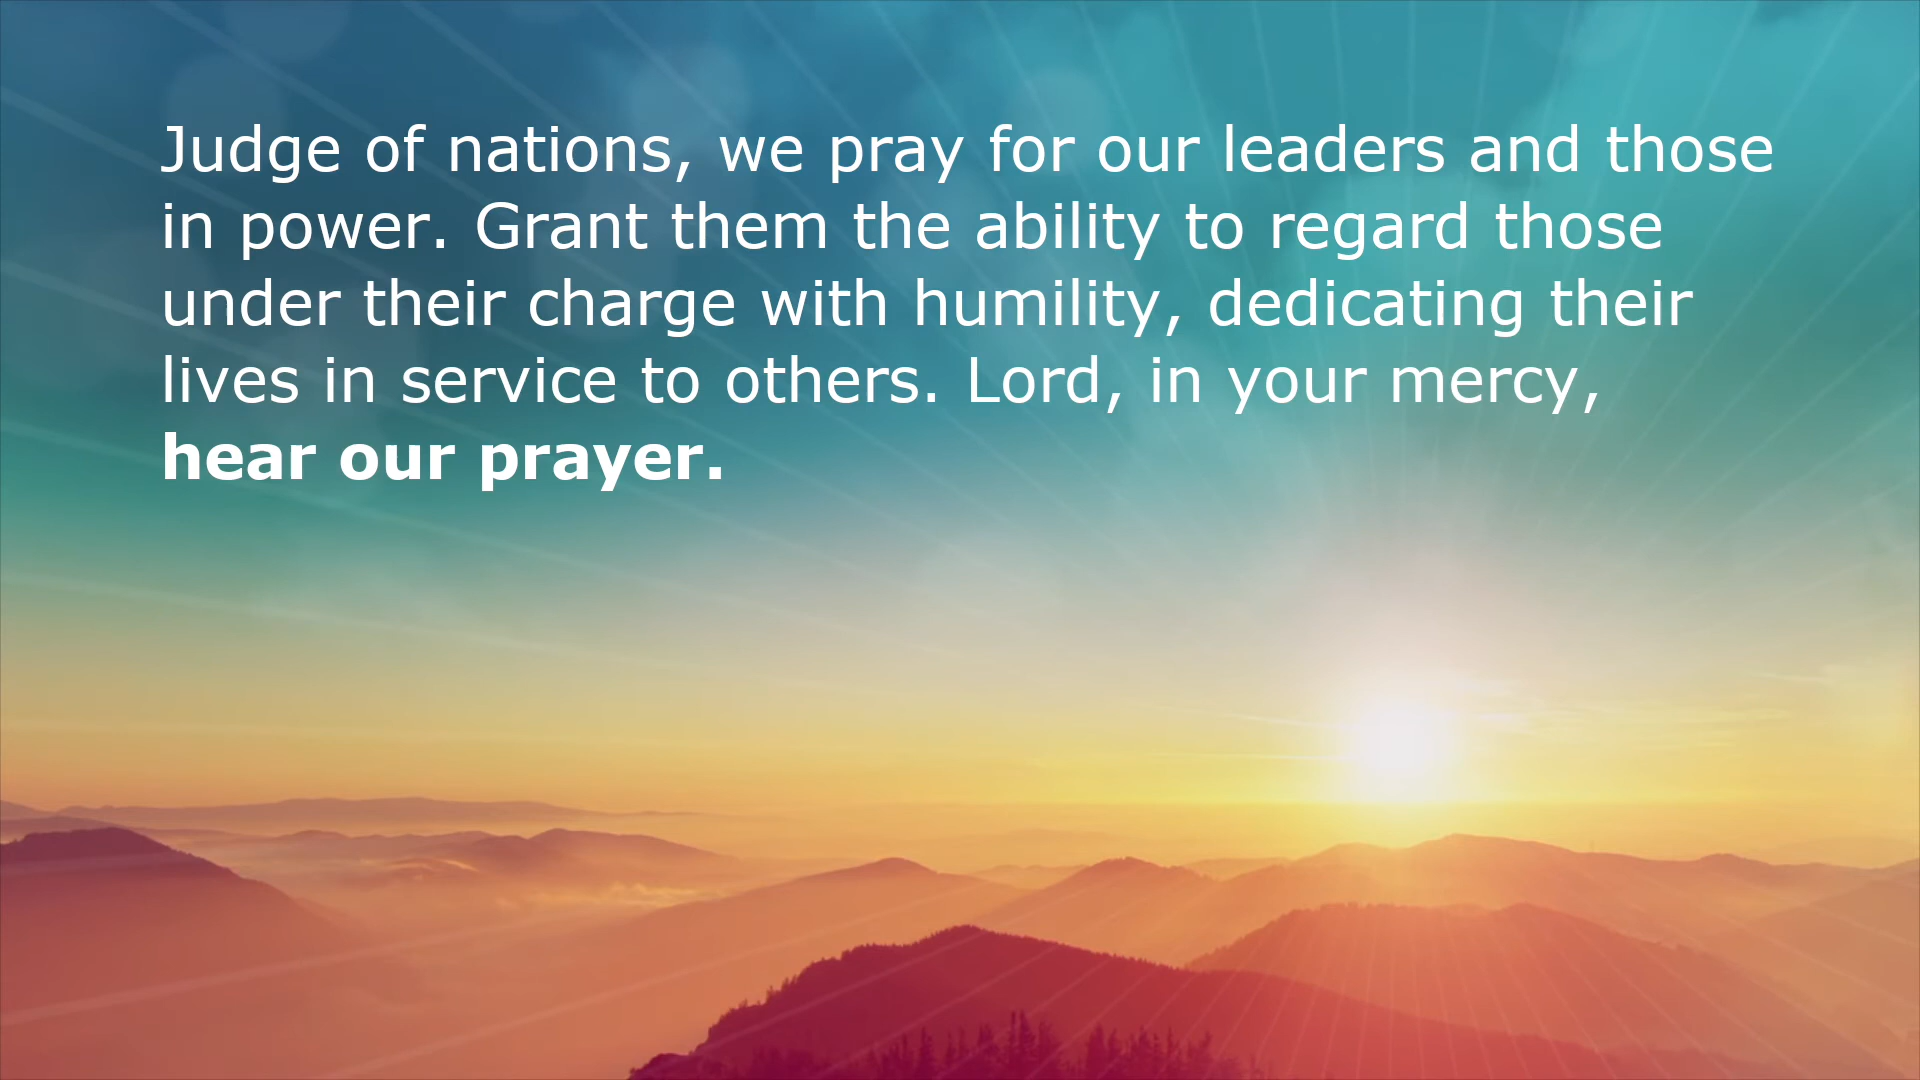 Judge of nations, we pray for our leaders and those
in power. Grant them the ability to regard those
under their charge with humility, dedicating their
lives in service to others. Lord, in your mercy,
hear our prayer.